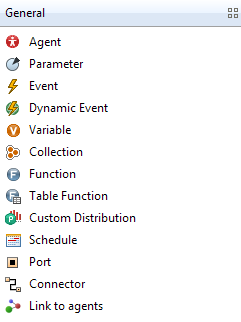 General
Agent
Parameter
Event
Dynamic Event
Variable
Collection
Function
Table Function
Custom Distribution
Schedule
Port
Connector
Link to agents